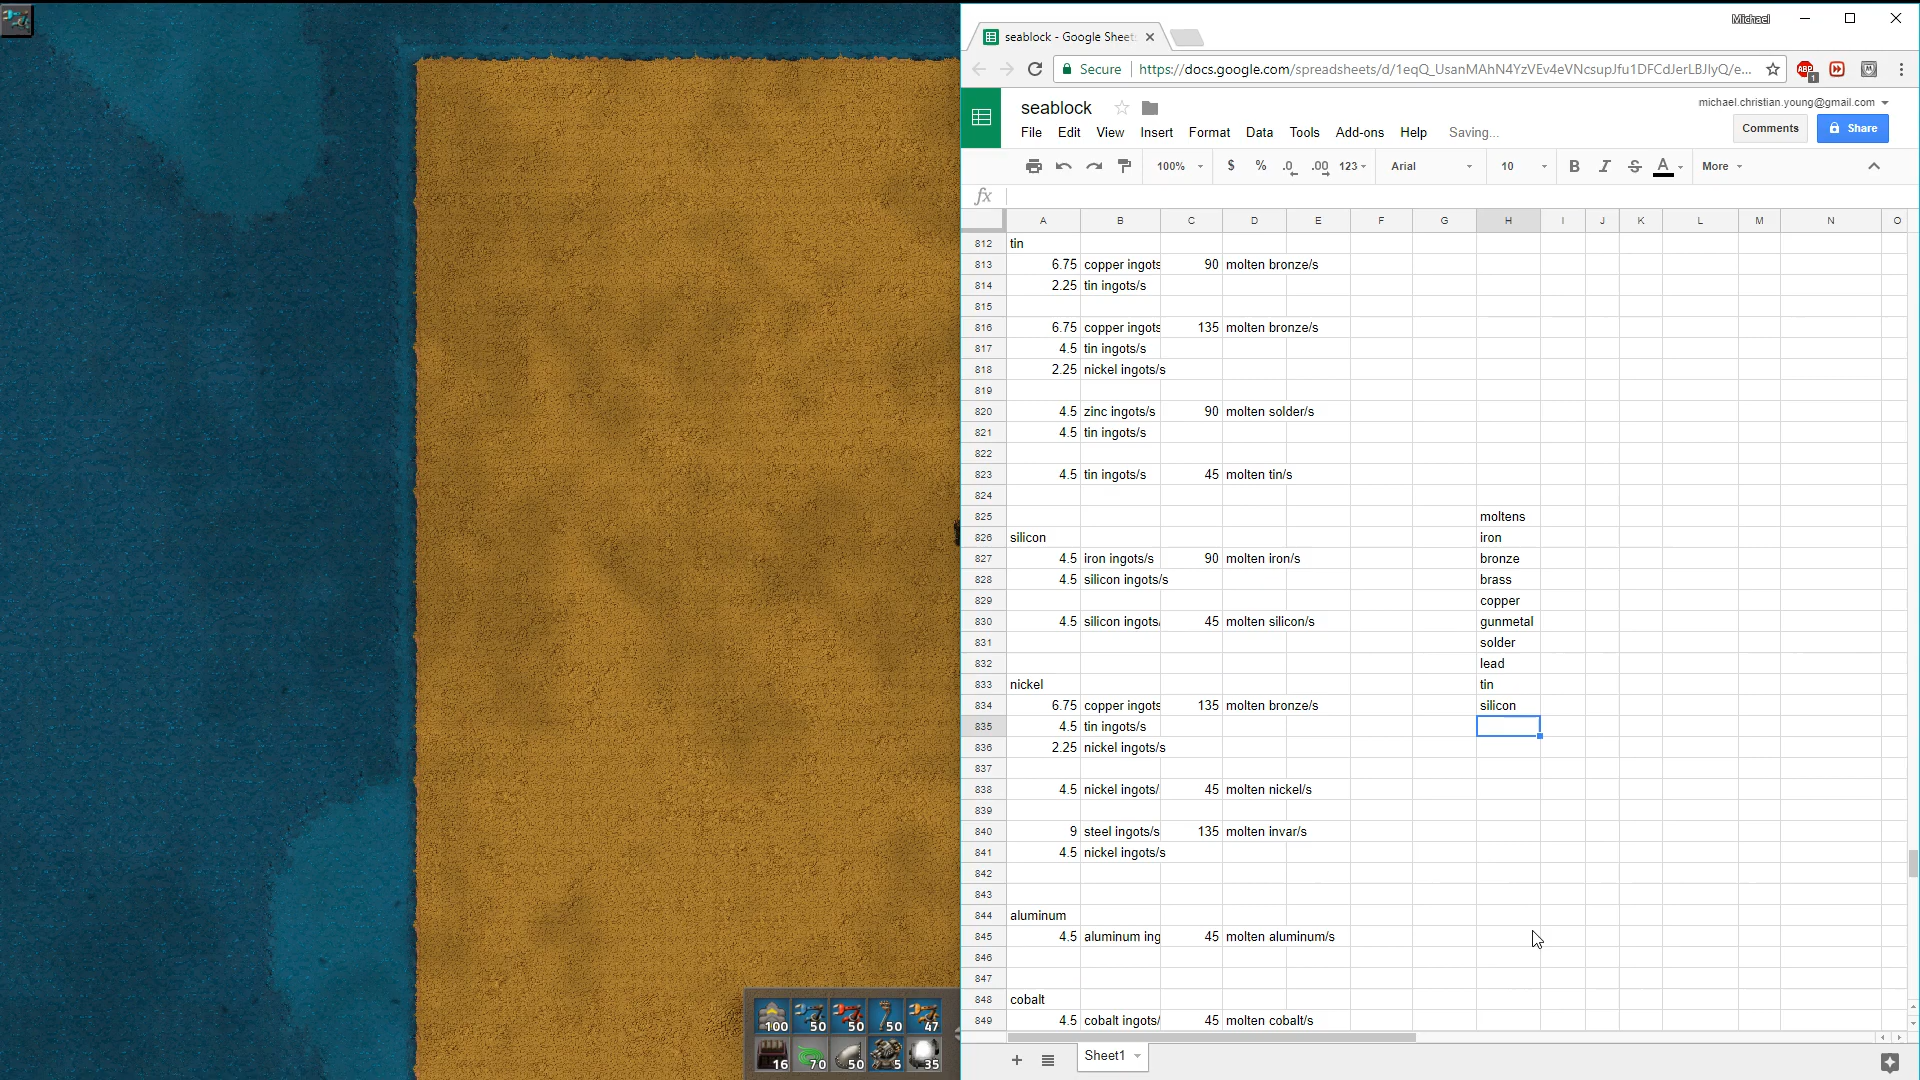 Michael
seablock - Google Sheets
Secure
https://docs.google.com/spreadsheets/d/1eqQ_UsanMAhN4YzVEv4eVNcsupJfu1DFCdJerLBJlyQ/e...
ABP
1
seablock
michael.christian.young@gmail.com
File Edit View Insert Format Data Tools Add-ons Help Saving...
Comments
Share
100% $ % .0 .00 123 Arial 10 B I S A More
fx
A B C D E F G H I J K L M N O
812 tin
813 6.75 copper ingots 90 molten bronze/s
814 2.25 tin ingots/s
815
816 6.75 copper ingots 135 molten bronze/s
817 4.5 tin ingots/s
818 2.25 nickel ingots/s
819
820 4.5 zinc ingots/s 90 molten solder/s
821 4.5 tin ingots/s
822
823 4.5 tin ingots/s 45 molten tin/s
824
825 moltens
826 silicon iron
827 4.5 iron ingots/s 90 molten iron/s bronze
828 4.5 silicon ingots/s brass
829 copper
830 4.5 silicon ingots/ 45 molten silicon/s gunmetal
831 solder
832 lead
833 nickel tin
834 6.75 copper ingots 135 molten bronze/s silicon
835 4.5 tin ingots/s
836 2.25 nickel ingots/s
837
838 4.5 nickel ingots/ 45 molten nickel/s
839
840 9 steel ingots/s 135 molten invar/s
841 4.5 nickel ingots/s
842
843
844 aluminum
845 4.5 aluminum ing 45 molten aluminum/s
846
847
848 cobalt
849 4.5 cobalt ingots/ 45 molten cobalt/s
100 50 50 50 47
16 70 50 5 35
Sheet1